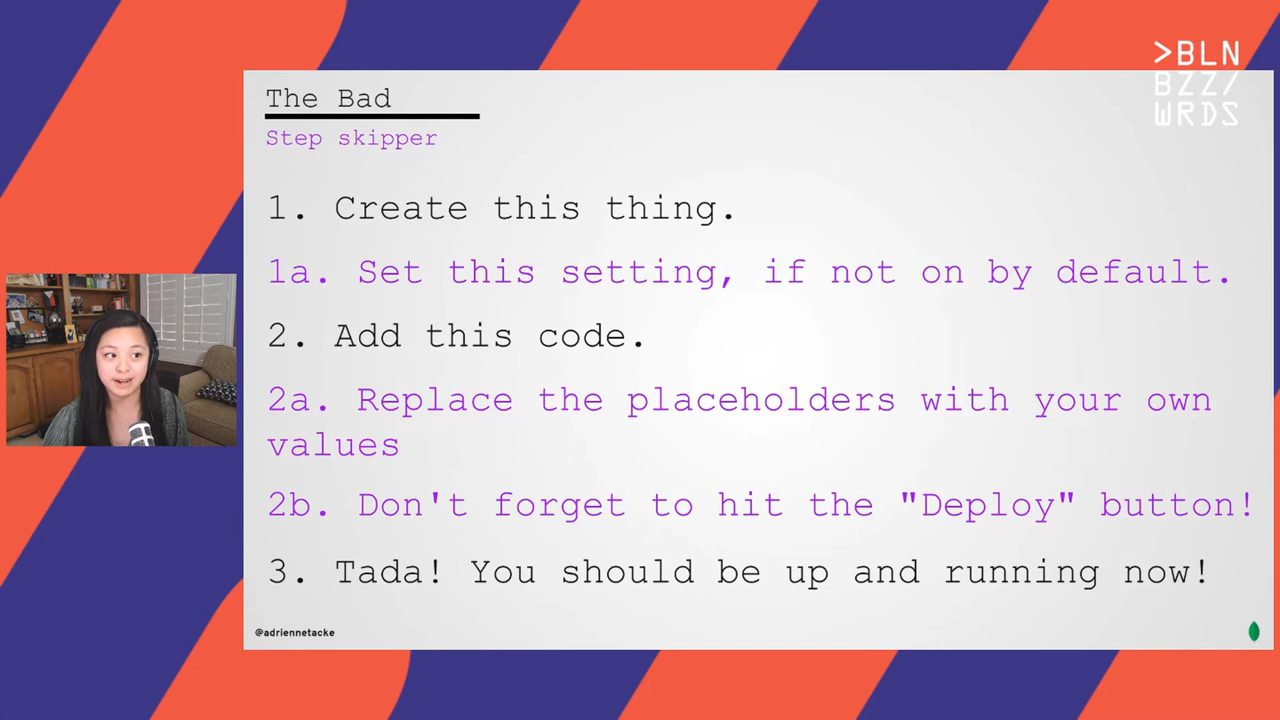 >BLN
BZZ/
WRDS
The Bad
Step skipper
1. Create this thing.
1a. Set this setting, if not on by default.
2. Add this code.
2a. Replace the placeholders with your own
values
2b. Don't forget to hit the "Deploy" button!
3. Tada! You should be up and running now!
@adriennetacke